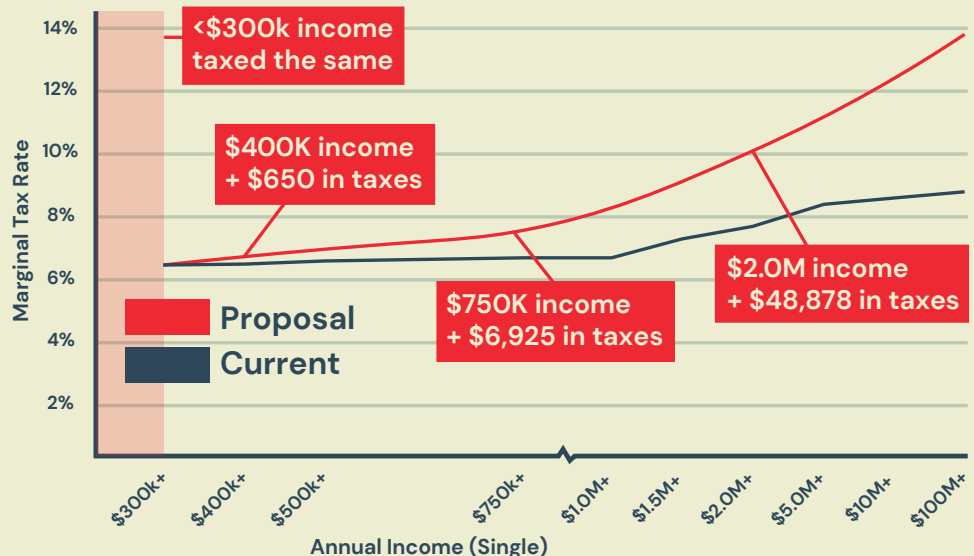 14%
12%
10%
8%
6%
4%
2%
Marginal Tax Rate
<$300k income
taxed the same
$400K income
+ $650 in taxes
$750K income
+ $6,925 in taxes
$2.0M income
+ $48,878 in taxes
Proposal
Current
$300k+
$400k+
$500k+
$750k+
$1.0M+
$1.5M+
$2.0M+
$5.0M+
$10M+
$100M+
Annual Income (Single)